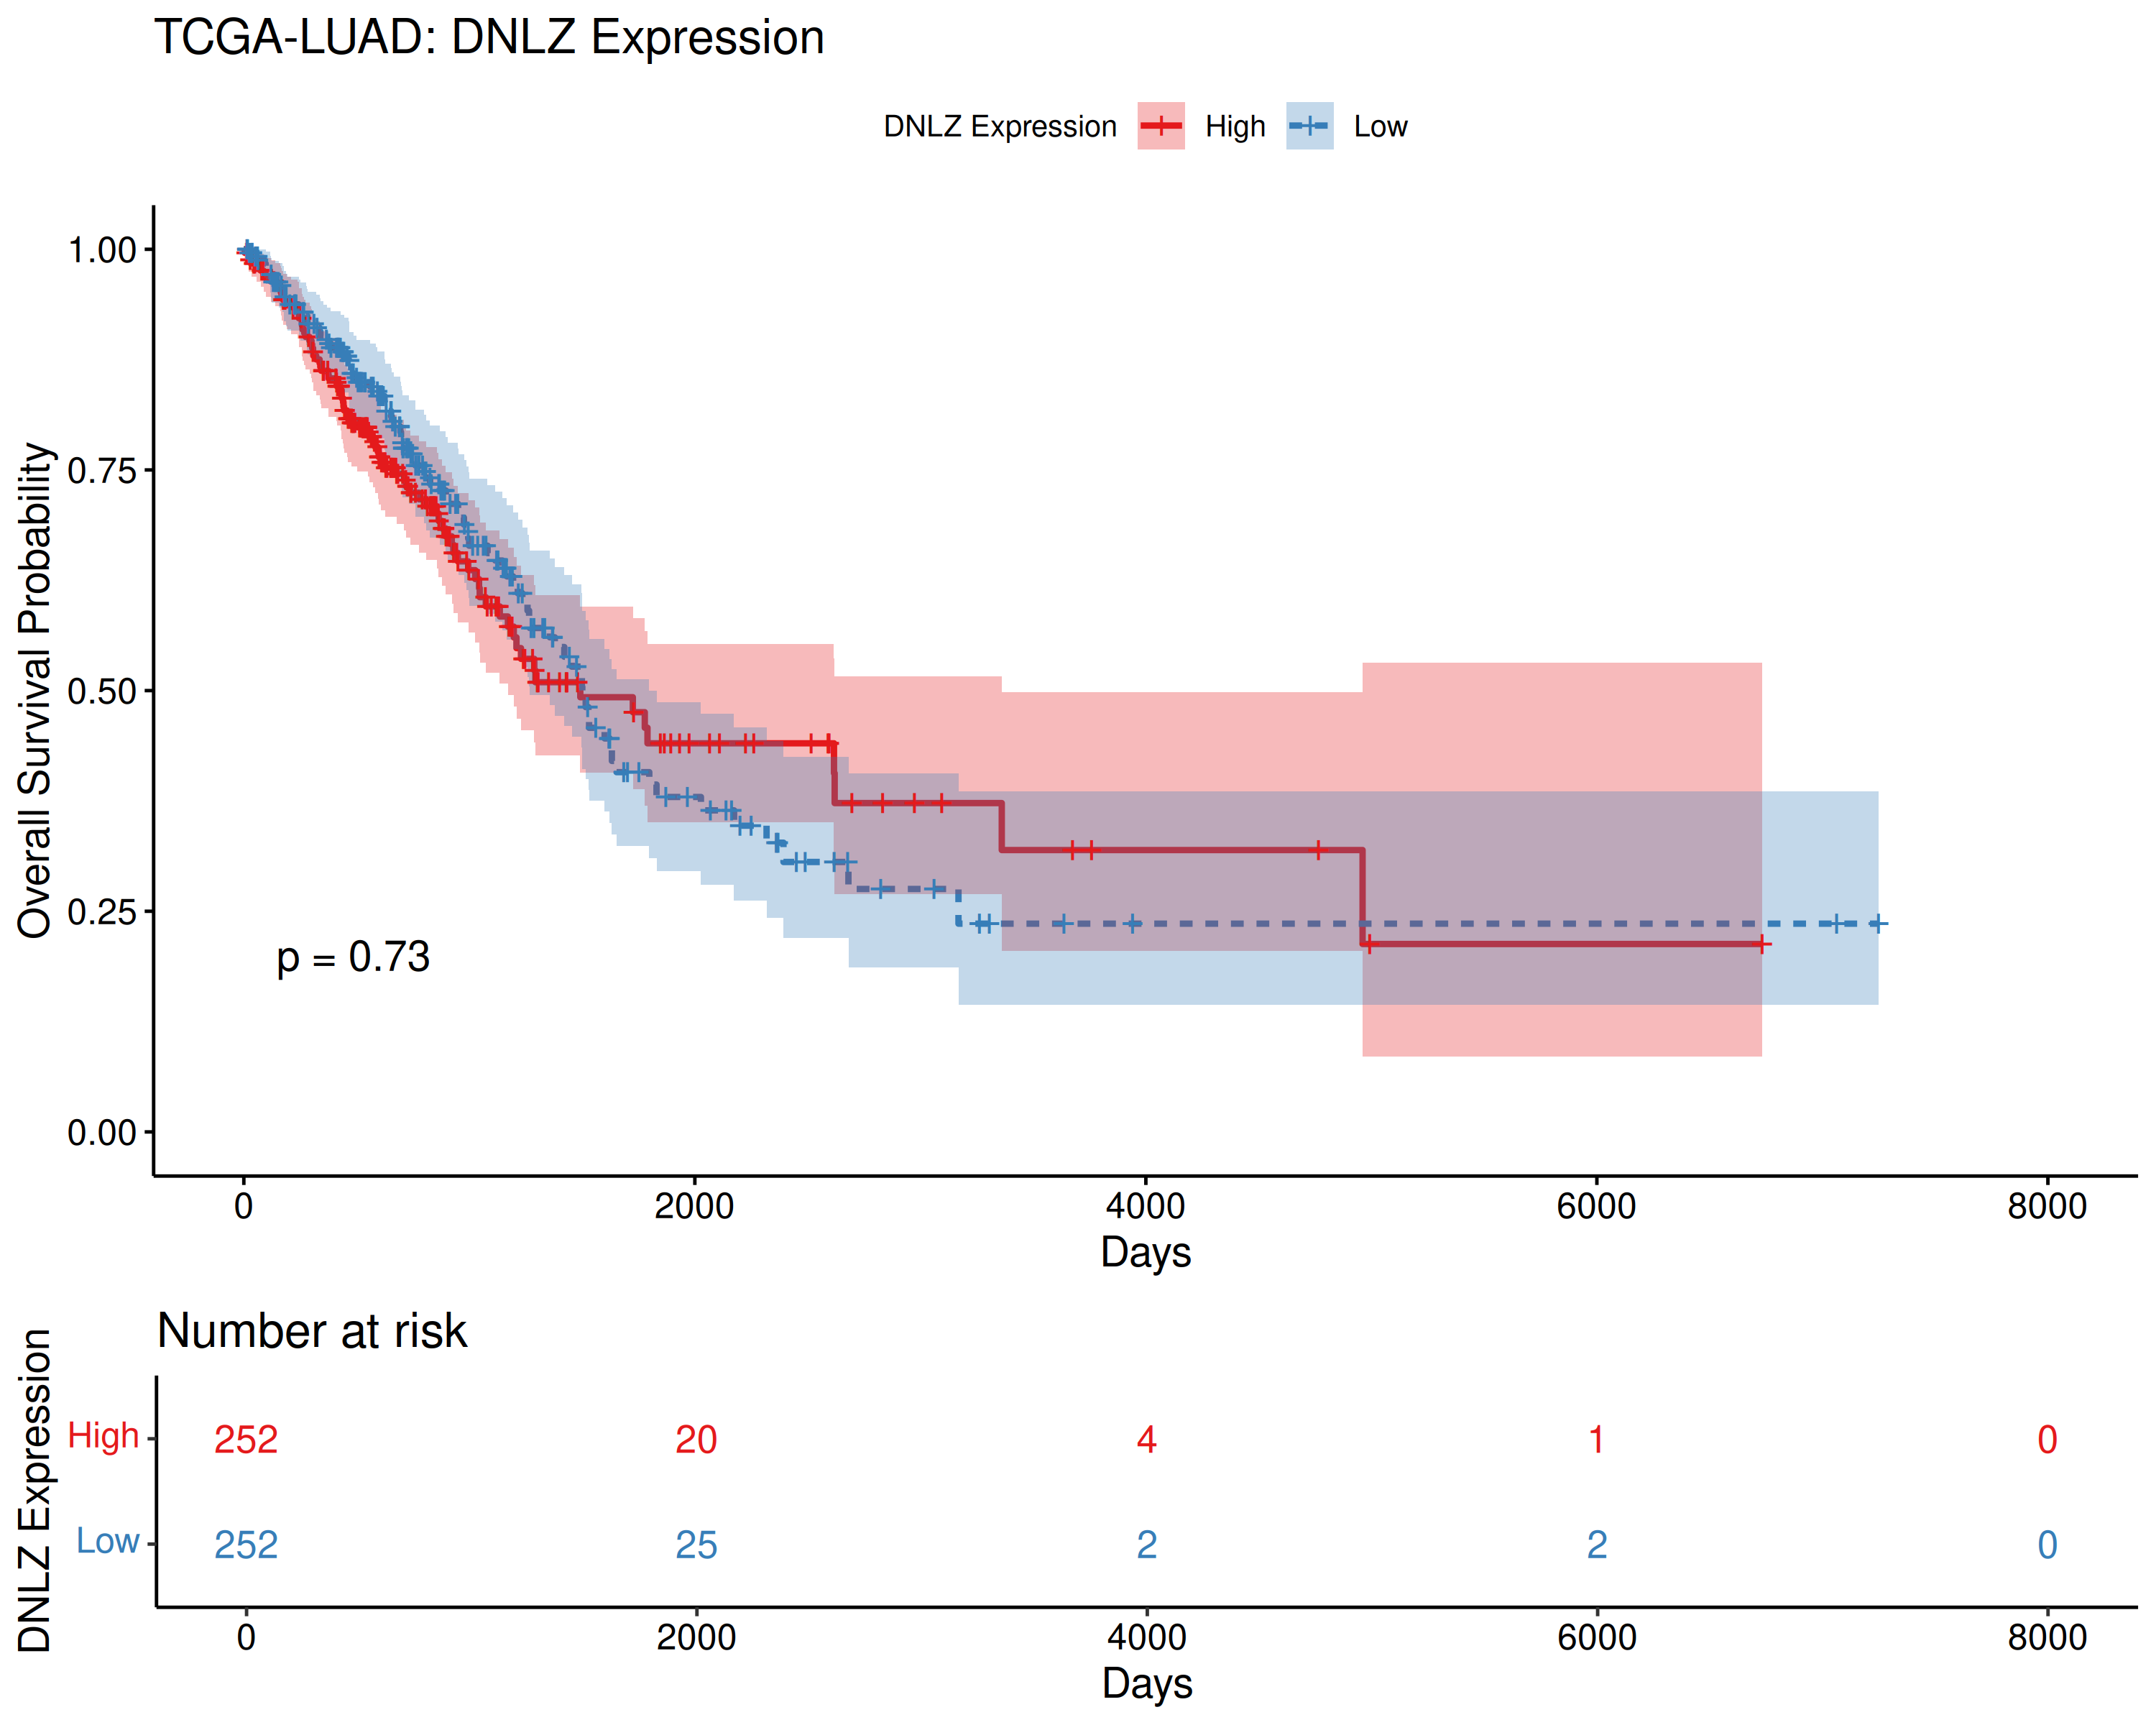 TCGA-LUAD: DNLZ Expression
DNLZ Expression High Low
Overall Survival Probability
1.00
0.75
0.50
0.25
0.00
p = 0.73
0 2000 4000 6000 8000
Days
Number at risk
DNLZ Expression
High 252 20 4 1 0
Low 252 25 2 2 0
0 2000 4000 6000 8000
Days